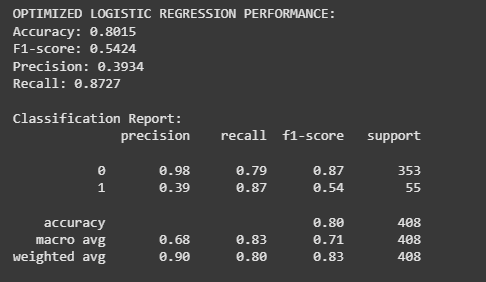 OPTIMIZED LOGISTIC REGRESSION PERFORMANCE:
Accuracy: 0.8015
F1-score: 0.5424
Precision: 0.3934
Recall: 0.8727
Classification Report:
precision recall f1-score support
0 0.98 0.79 0.87 353
1 0.39 0.87 0.54 55
accuracy 0.80 408
macro avg 0.68 0.83 0.71 408
weighted avg 0.90 0.80 0.83 408